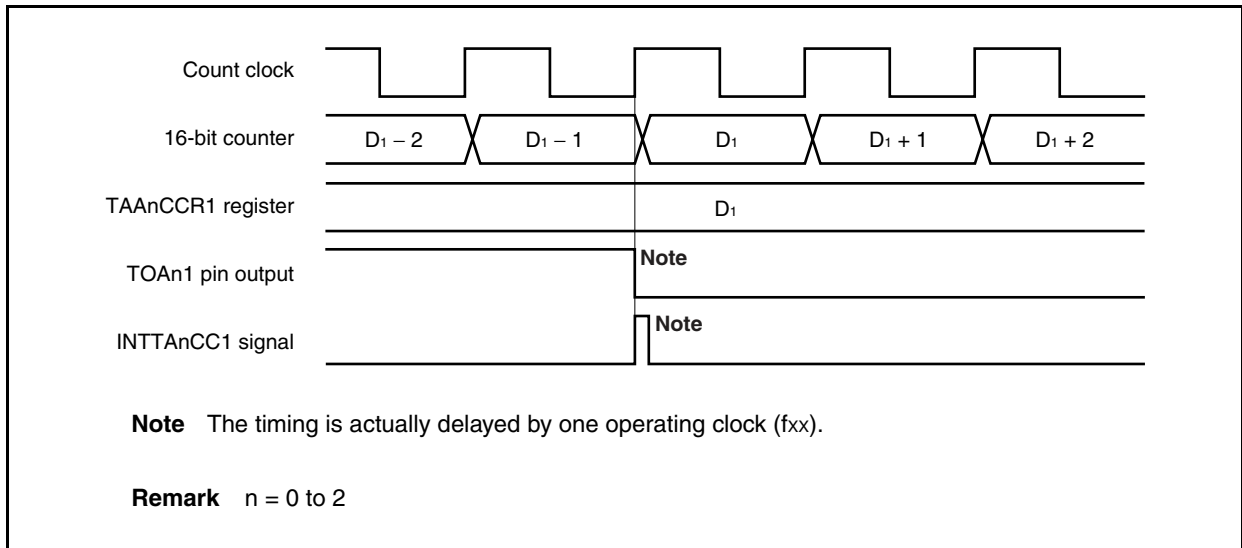 Count clock
16-bit counter D₁ − 2 D₁ − 1 D₁ D₁ + 1 D₁ + 2
TAAnCCR1 register D₁
TOAn1 pin output Note
INTTAnCC1 signal Note
Note The timing is actually delayed by one operating clock (fxx).
Remark n = 0 to 2